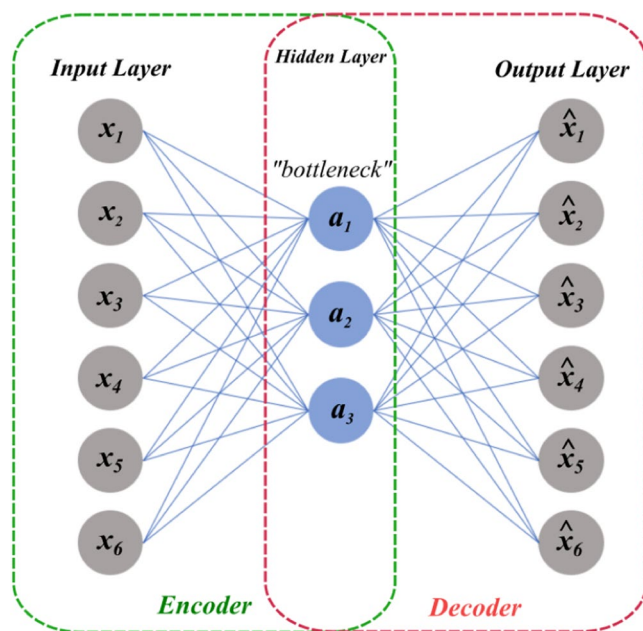 Input Layer
Hidden Layer
Output Layer
x₁
x̂₁
"bottleneck"
x₂
a₁
x̂₂
x₃
a₂
x̂₃
x₄
x̂₄
a₃
x₅
x̂₅
x₆
x̂₆
Encoder
Decoder